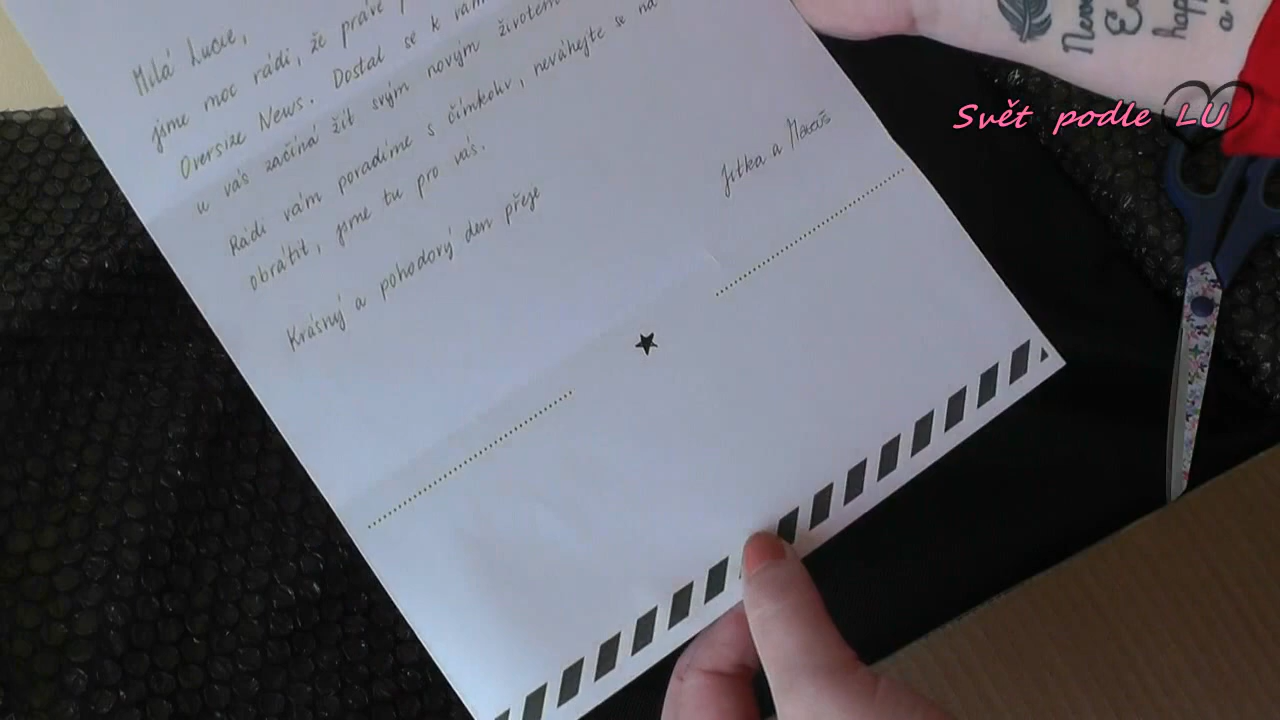 Milá Lucie,
jsme moc rádi, že právě
Oversize News. Dostal se k vám
u vás začíná žít svým novým životem
Rádi vám poradíme s čímkoliv, neváhejte se na
obrátit, jsme tu pro vás.
Krásný a pohodový den přeje
Jitka a Markus
Svět podle LU